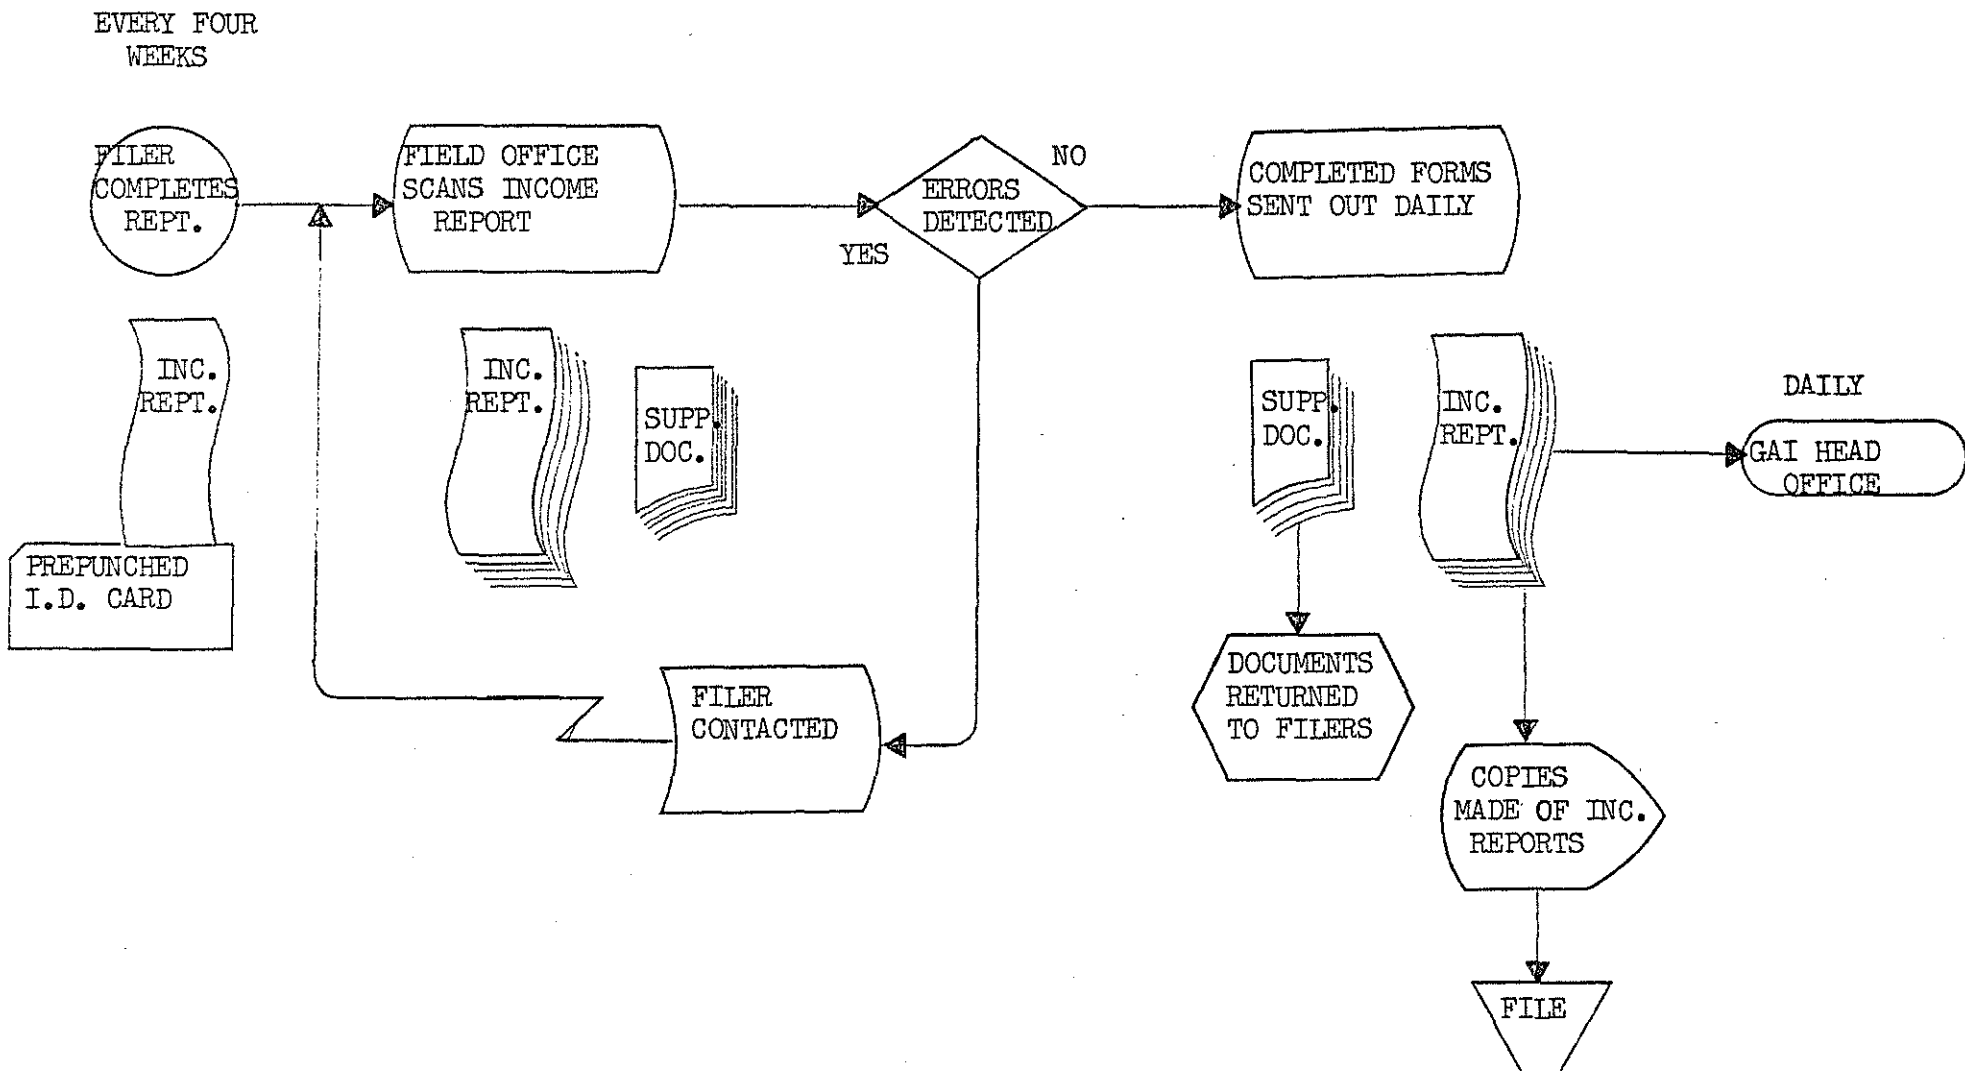 EVERY FOUR
WEEKS
FILER
COMPLETES
REPT.
FIELD OFFICE
SCANS INCOME
REPORT
YES
ERRORS
DETECTED
NO
COMPLETED FORMS
SENT OUT DAILY
INC.
REPT.
PREPUNCHED
I.D. CARD
INC.
REPT.
SUPP.
DOC.
FILER
CONTACTED
SUPP.
DOC.
INC.
REPT.
DAILY
GAI HEAD
OFFICE
DOCUMENTS
RETURNED
TO FILERS
COPIES
MADE OF INC.
REPORTS
FILE